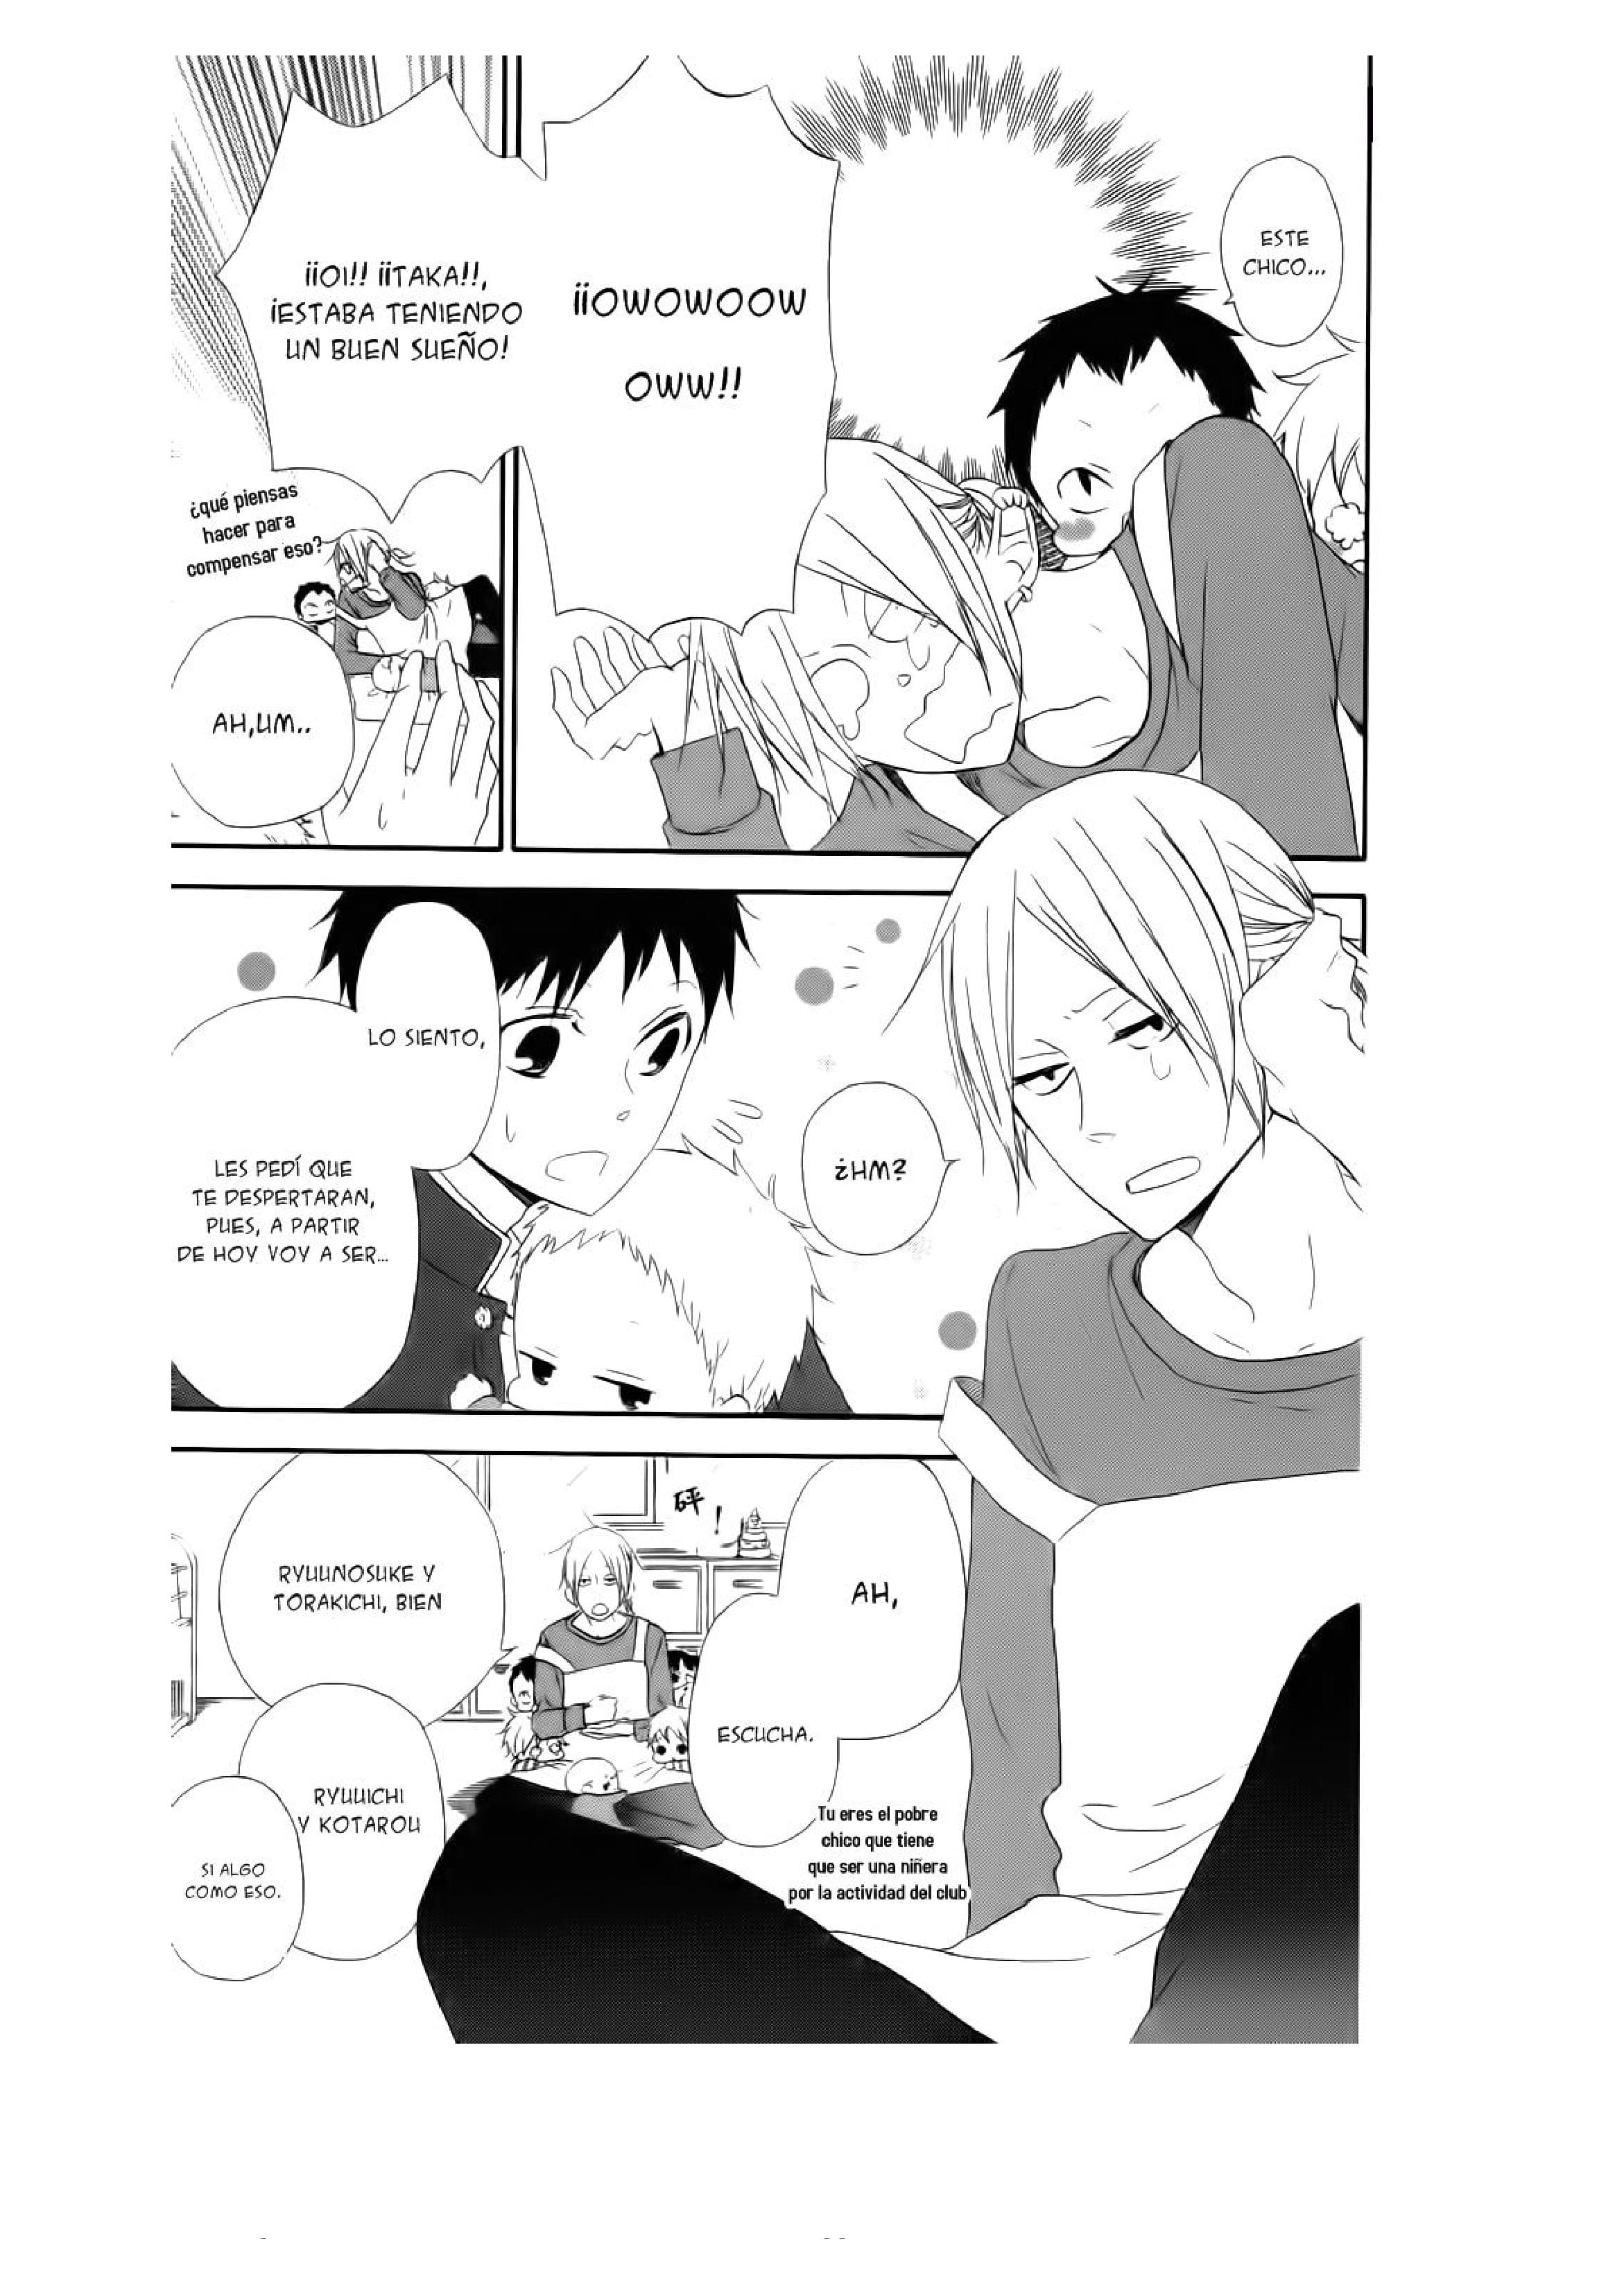 ESTE
CHICO...
¡¡OWOWOOW
OWW!!
¡¡OI!! ¡¡TAKA!!,
¡ESTABA TENIENDO
UN BUEN SUEÑO!
¿qué piensas
hacer para
compensar eso?
AH,UM..
¿HM?
LO SIENTO,
LES PEDÍ QUE
TE DESPERTARAN,
PUES, A PARTIR
DE HOY VOY A SER...
AH,
ESCUCHA.
Tu eres el pobre
chico que tiene
que ser una niñera
por la actividad del club
砰!
RYUUNOSUKE Y
TORAKICHI, BIEN
RYUUICHI
Y KOTAROU
SI ALGO
COMO ESO.